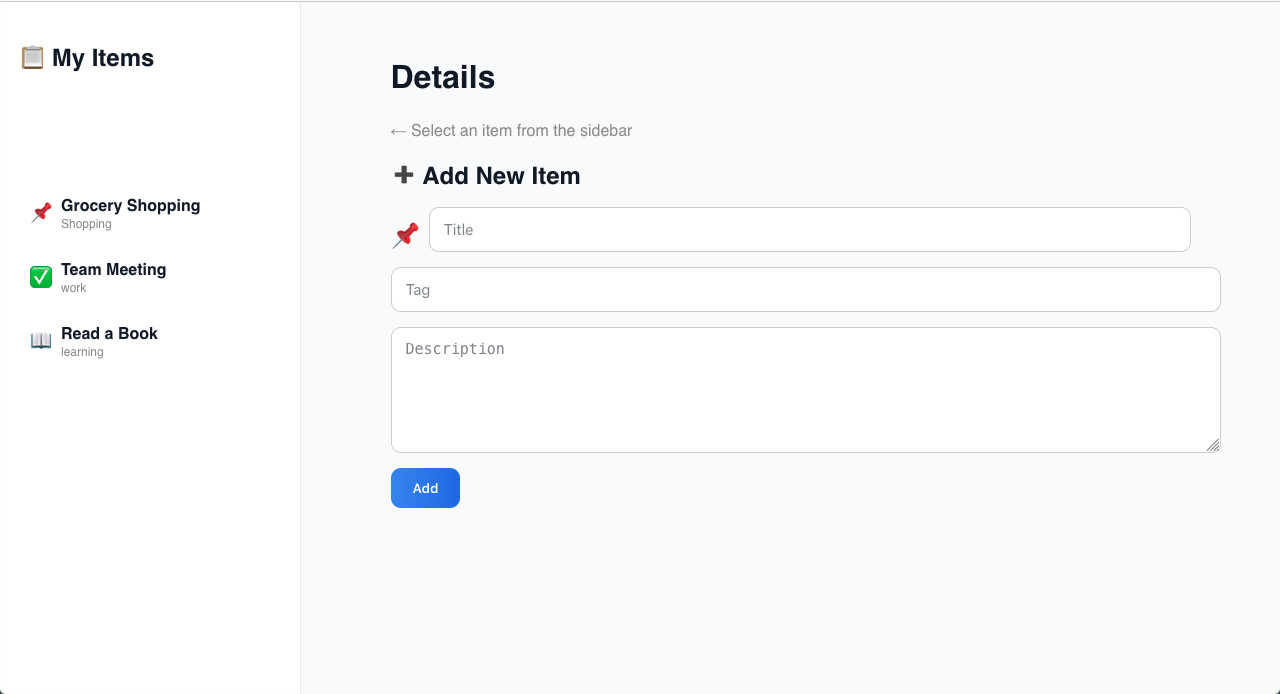 📋 My Items
Grocery Shopping
Shopping
Team Meeting
work
Read a Book
learning
Details
← Select an item from the sidebar
➕ Add New Item
Title
Tag
Description
Add